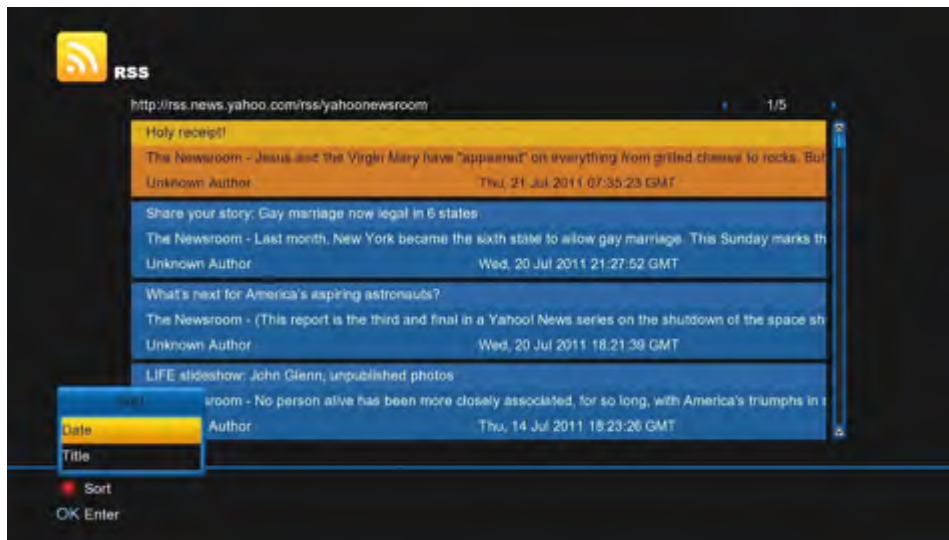 RSS
http://rss.news.yahoo.com/rss/yahoonewsroom 1/5
Holy receipt!
The Newsroom - Jesus and the Virgin Mary have "appeared" on everything from grilled cheese to rocks. But
Unknown Author Thu, 21 Jul 2011 07:35:23 GMT
Share your story: Gay marriage now legal in 6 states
The Newsroom - Last month, New York became the sixth state to allow gay marriage. This Sunday marks th
Unknown Author Wed, 20 Jul 2011 21:27:52 GMT
What's next for America's aspiring astronauts?
The Newsroom - (This report is the third and final in a Yahoo! News series on the shutdown of the space sh
Unknown Author Wed, 20 Jul 2011 18:21:39 GMT
LIFE slideshow: John Glenn, unpublished photos
wsroom - No person alive has been more closely associated, for so long, with America's triumphs in s
Author Thu, 14 Jul 2011 18:23:26 GMT
Sort
Date
Title
Sort
OK Enter